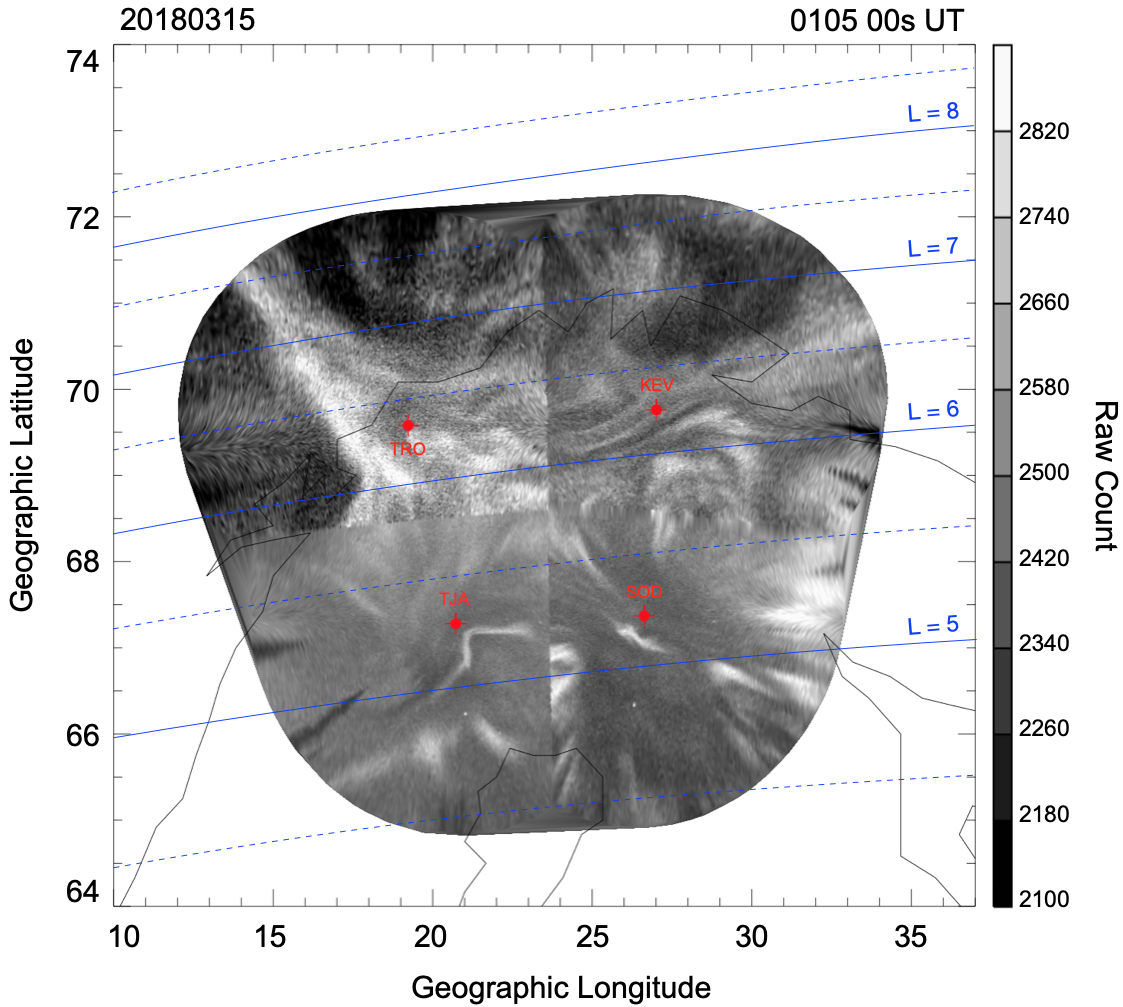 20180315
0105 00s UT
74
72
70
68
66
64
Geographic Latitude
L = 8
L = 7
L = 6
L = 5
KEV
TRO
SOD
TJA
2820
2740
2660
2580
2500
2420
2340
2260
2180
2100
Raw Count
10
15
20
25
30
35
Geographic Longitude